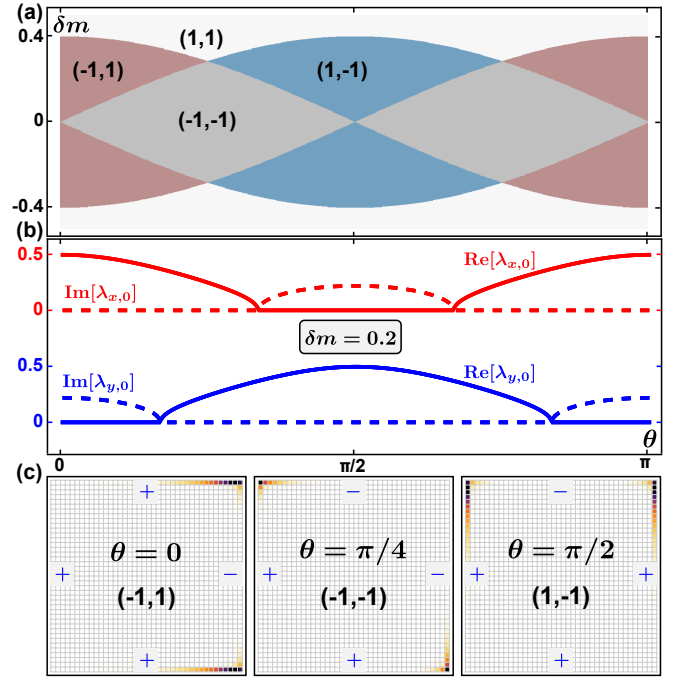 (a) δm
0.4
(1,1)
(-1,1)
(1,-1)
0
(-1,-1)
-0.4
(b)
0.5
Re[λx,0]
Im[λx,0]
0
δm = 0.2
0.5
Im[λy,0]
Re[λy,0]
0
θ
0
π/2
π
(c)
+
θ = 0
+
-
(-1,1)
+
−
θ = π/4
+
−
(-1,-1)
+
−
θ = π/2
+
+
(1,-1)
+